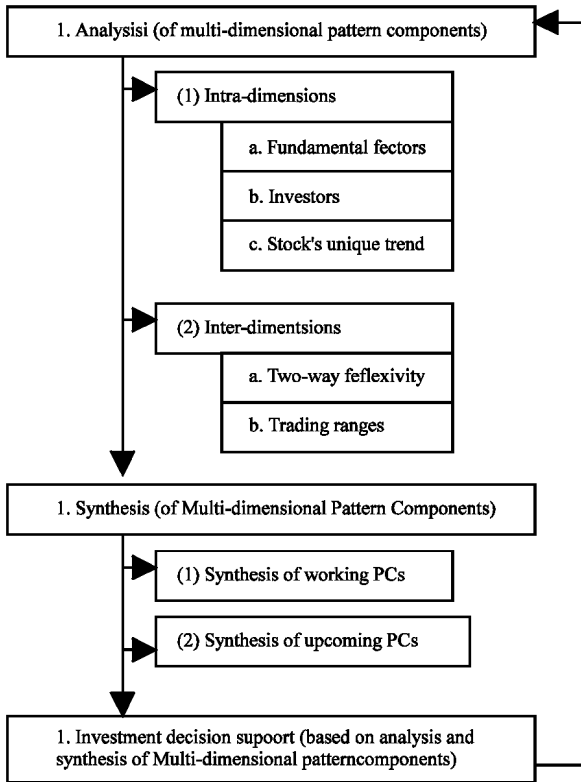 1. Analysisi (of multi-dimensional pattern components)
(1) Intra-dimensions
a. Fundamental fectors
b. Investors
c. Stock's unique trend
(2) Inter-dimentsions
a. Two-way feflexivity
b. Trading ranges
1. Synthesis (of Multi-dimensional Pattern Components)
(1) Synthesis of working PCs
(2) Synthesis of upcoming PCs
1. Investment decision supoort (based on analysis and
synthesis of Multi-dimensional patterncomponents)